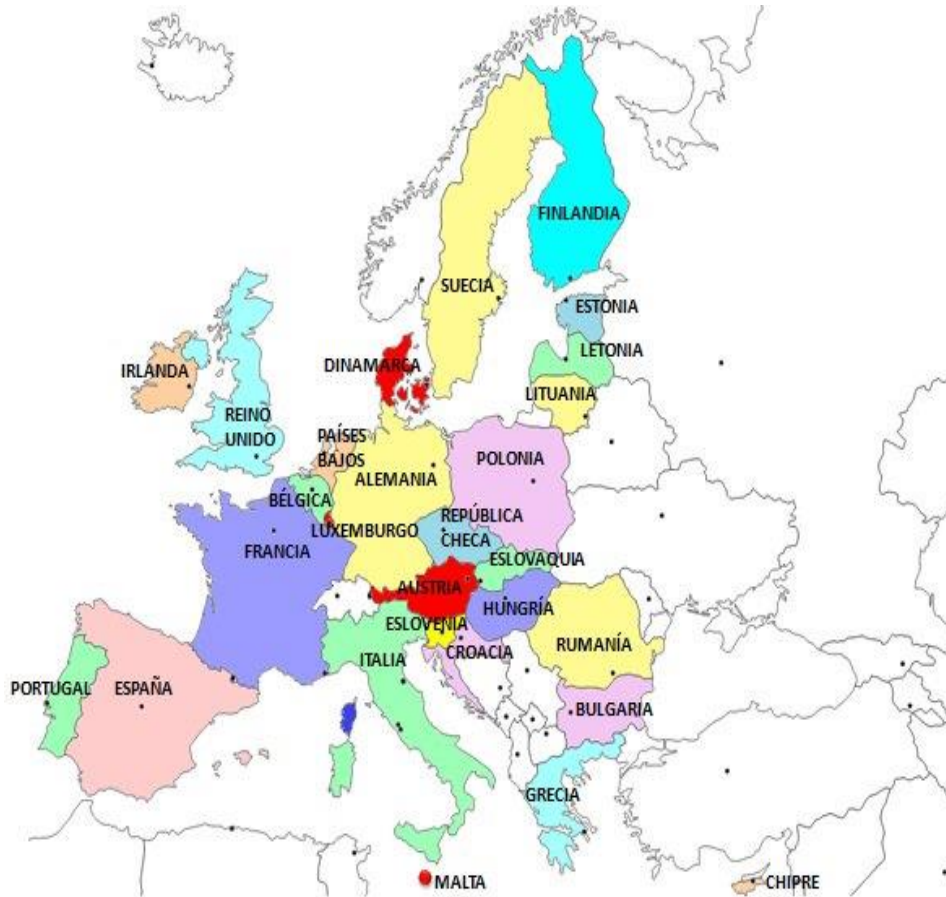 FINLANDIA
SUECIA
ESTONIA
LETONIA
DINAMARCA
IRLANDA
LITUANIA
REINO
UNIDO
PAÍSES
BAJOS
POLONIA
ALEMANIA
BÉLGICA
REPÚBLICA
CHECA
LUXEMBURGO
FRANCIA
ESLOVAQUIA
AUSTRIA
HUNGRÍA
ESLOVENIA
CROACIA
RUMANÍA
ITALIA
PORTUGAL
ESPAÑA
BULGARIA
GRECIA
MALTA
CHIPRE